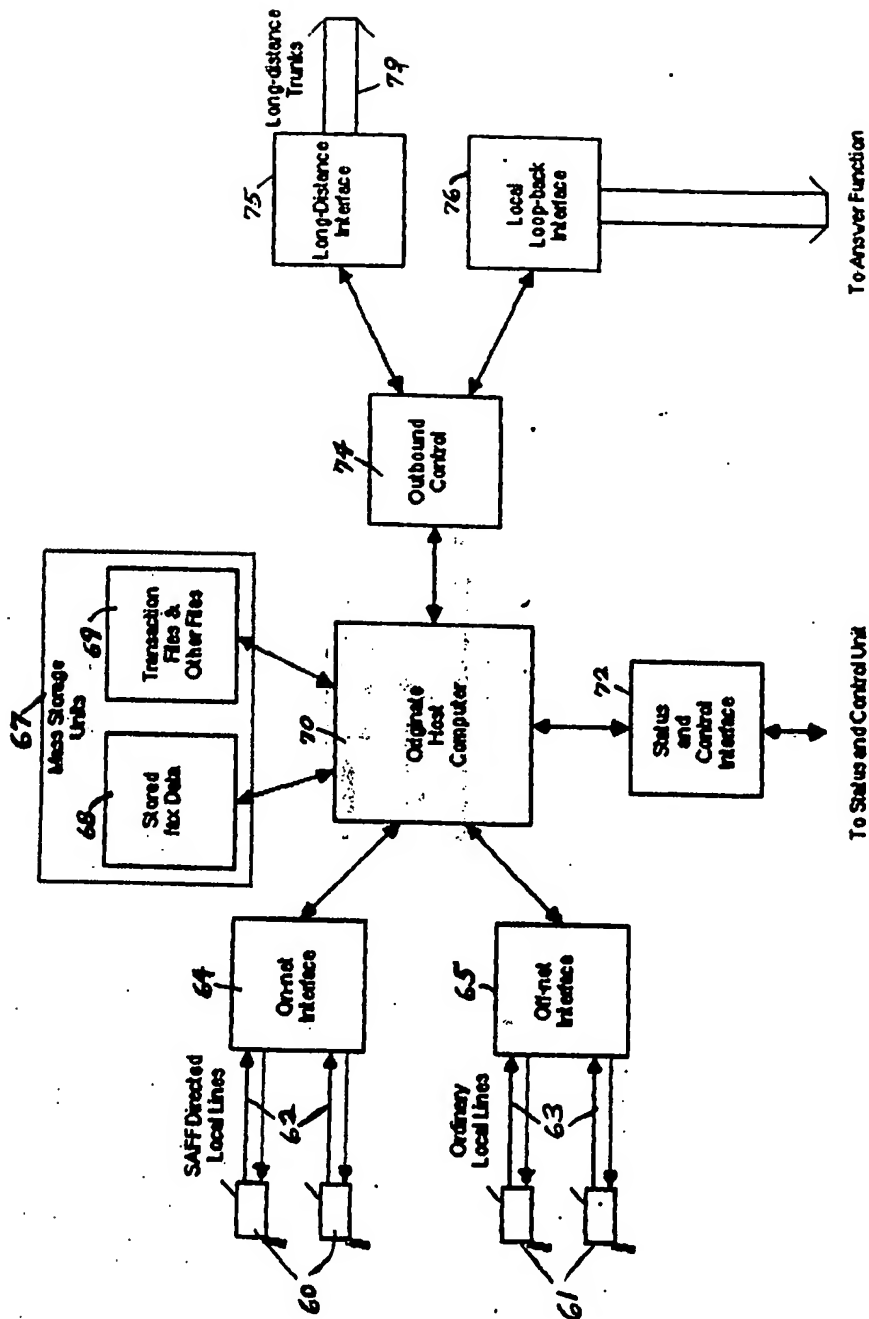 67
Mass Storage
Units
68
Stored
fax Data
69
Transaction
Files &
Other Files
60
SAFF Directed
Local Lines
62
64
On-net
Interface
61
Ordinary
Local Lines
63
65
Off-net
Interface
70
Originate
Host
Computer
72
Status
and
Control
Interface
To Status and Control Unit
74
Outbound
Control
75
Long-Distance
Interface
Long-distance
Trunks
79
76
Local
Loop-back
Interface
To Answer Function